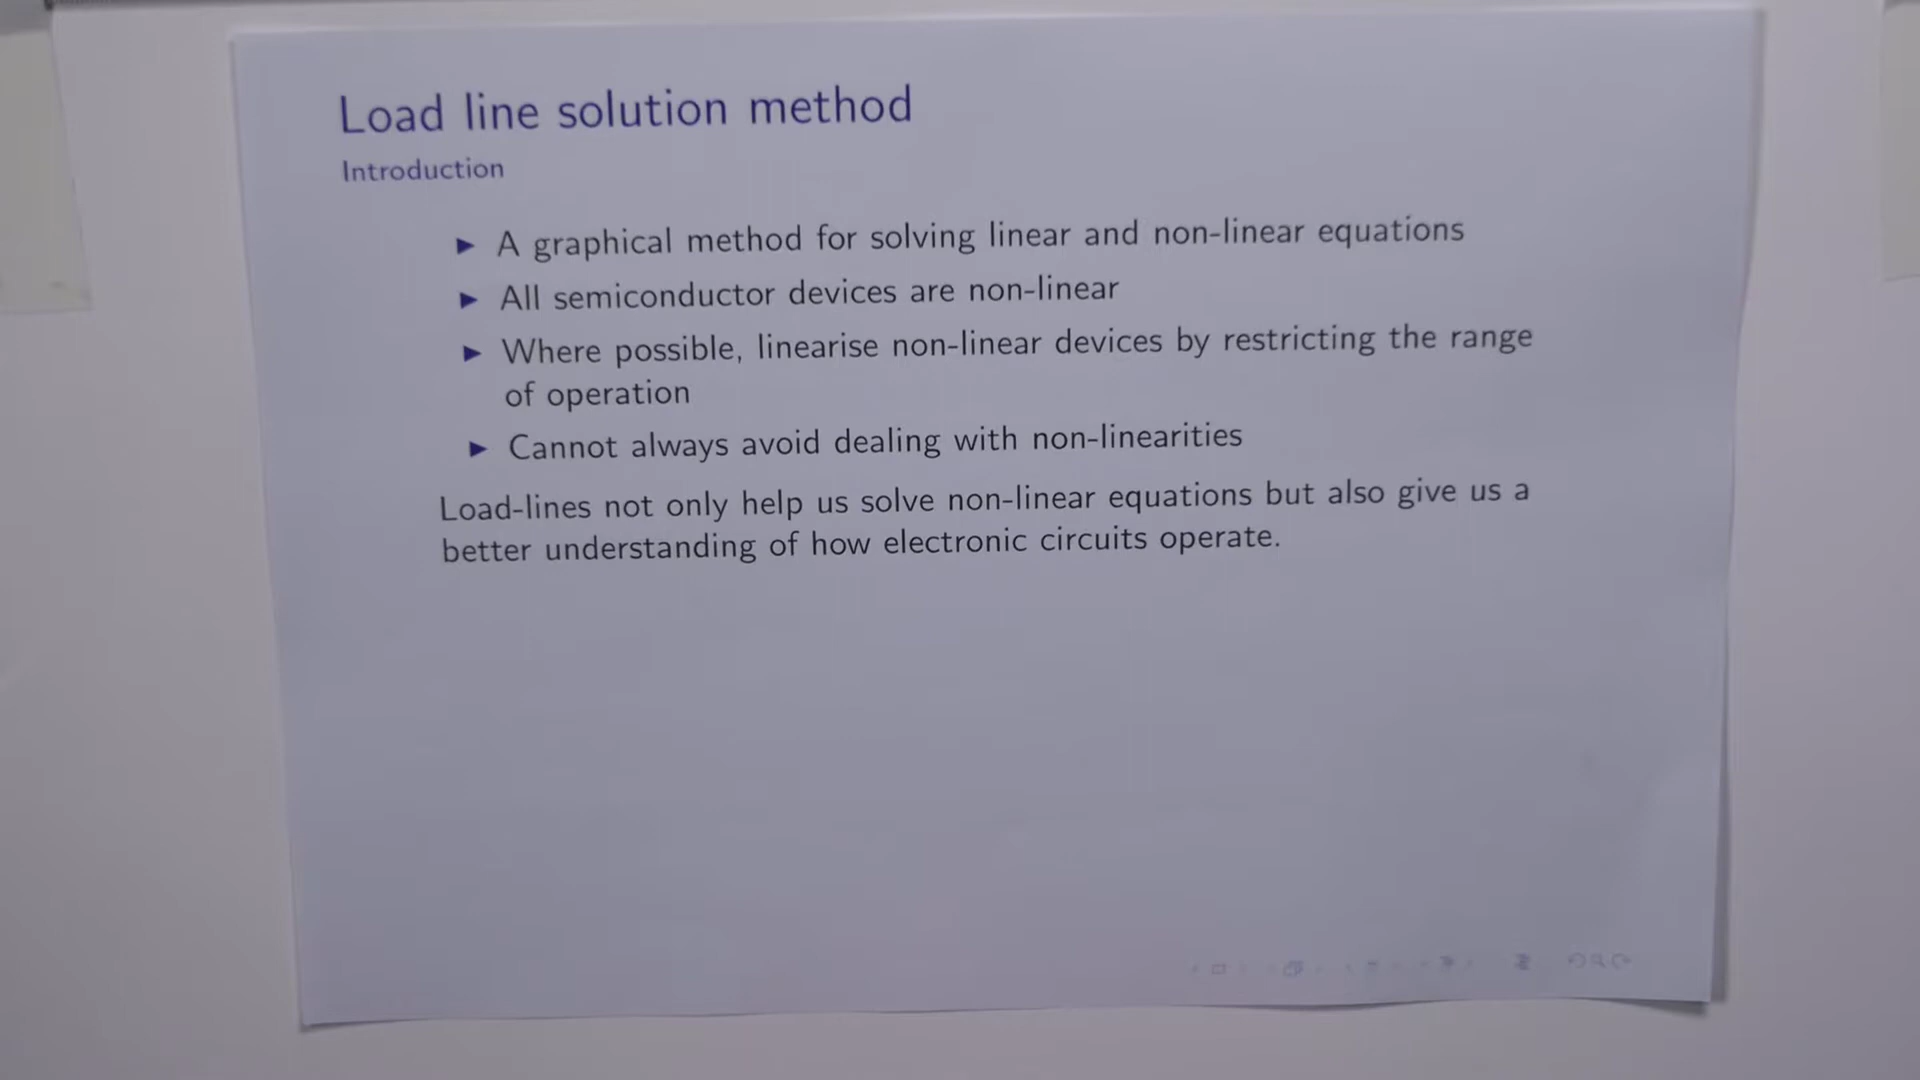 Load line solution method
Introduction
▶ A graphical method for solving linear and non-linear equations
▶ All semiconductor devices are non-linear
▶ Where possible, linearise non-linear devices by restricting the range
of operation
▶ Cannot always avoid dealing with non-linearities
Load-lines not only help us solve non-linear equations but also give us a
better understanding of how electronic circuits operate.